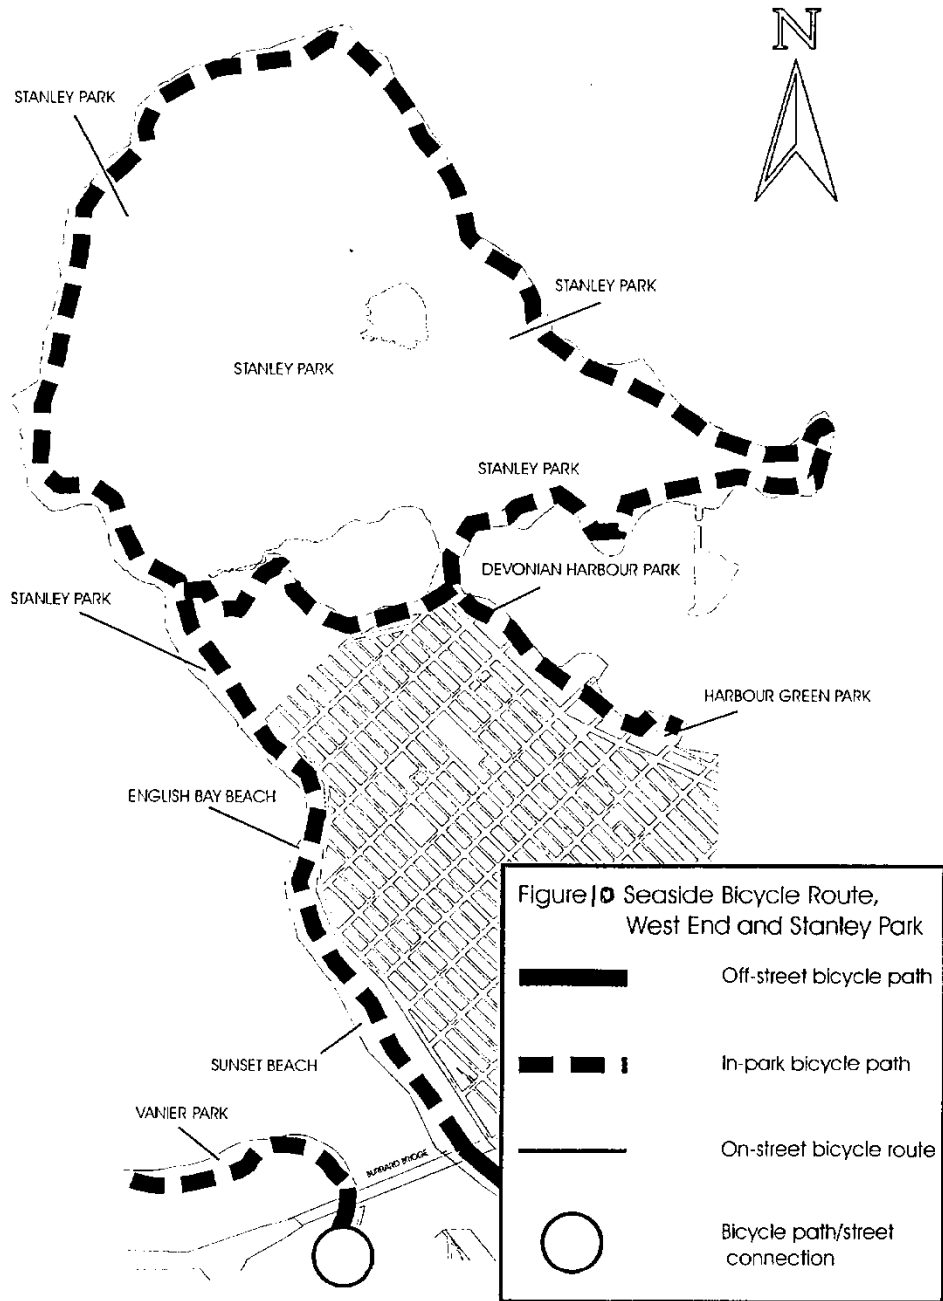 N
STANLEY PARK
STANLEY PARK
STANLEY PARK
STANLEY PARK
DEVONIAN HARBOUR PARK
STANLEY PARK
HARBOUR GREEN PARK
ENGLISH BAY BEACH
SUNSET BEACH
VANIER PARK
BURRARD BRIDGE
Figure 10 Seaside Bicycle Route,
West End and Stanley Park
Off-street bicycle path
In-park bicycle path
On-street bicycle route
Bicycle path/street
connection